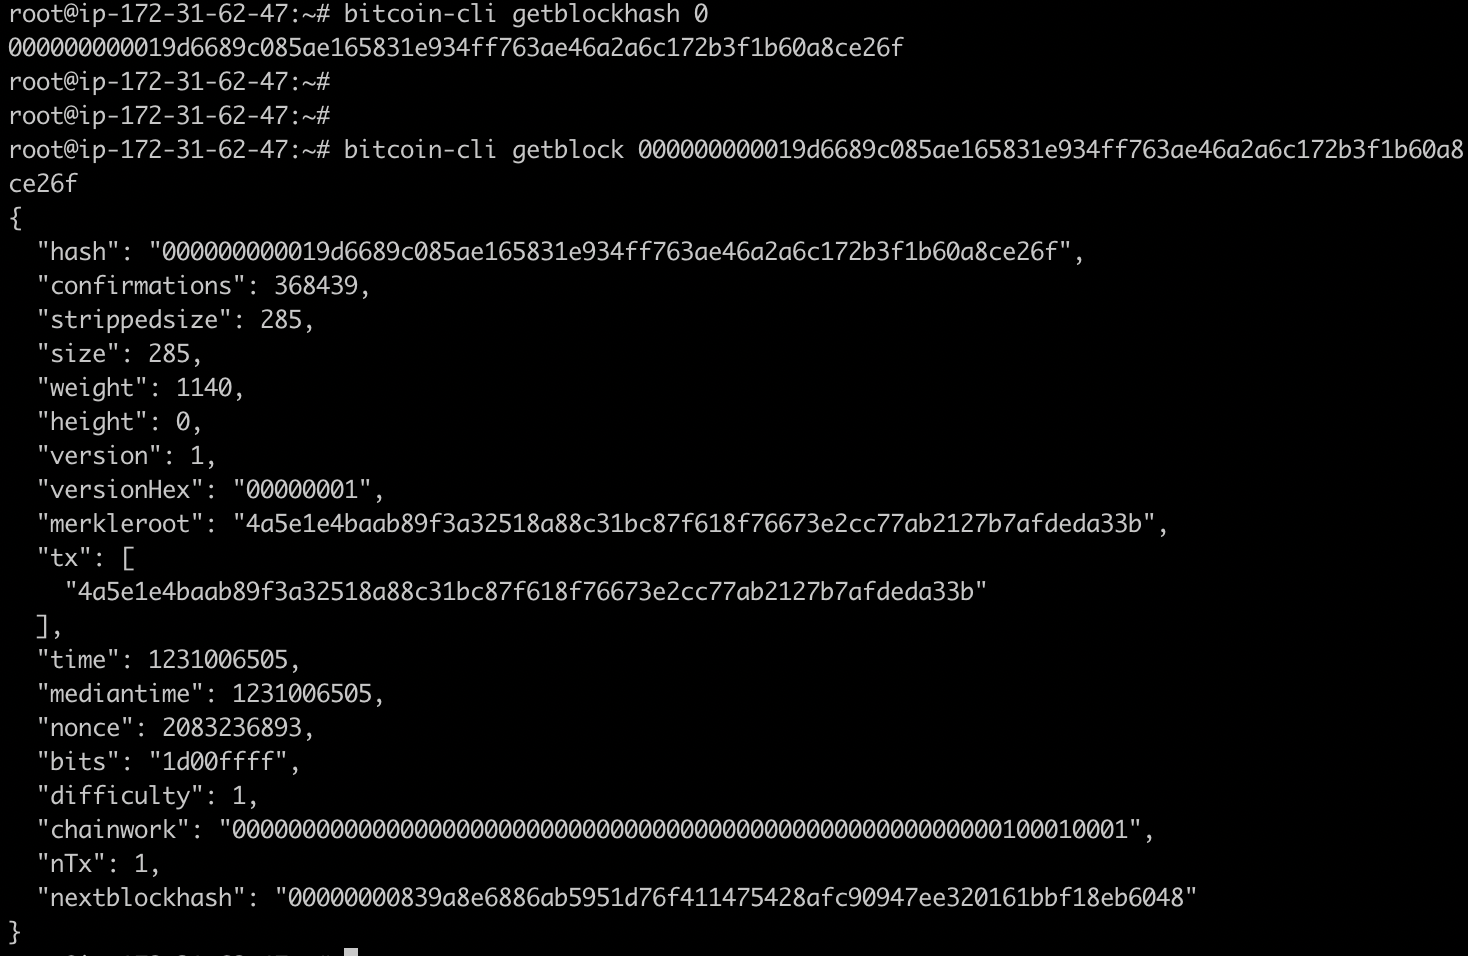 root@ip-172-31-62-47:~# bitcoin-cli getblockhash 0
000000000019d6689c085ae165831e934ff763ae46a2a6c172b3f1b60a8ce26f
root@ip-172-31-62-47:~#
root@ip-172-31-62-47:~#
root@ip-172-31-62-47:~# bitcoin-cli getblock 000000000019d6689c085ae165831e934ff763ae46a2a6c172b3f1b60a8
ce26f
{
  "hash": "000000000019d6689c085ae165831e934ff763ae46a2a6c172b3f1b60a8ce26f",
  "confirmations": 368439,
  "strippedsize": 285,
  "size": 285,
  "weight": 1140,
  "height": 0,
  "version": 1,
  "versionHex": "00000001",
  "merkleroot": "4a5e1e4baab89f3a32518a88c31bc87f618f76673e2cc77ab2127b7afdeda33b",
  "tx": [
    "4a5e1e4baab89f3a32518a88c31bc87f618f76673e2cc77ab2127b7afdeda33b"
  ],
  "time": 1231006505,
  "mediantime": 1231006505,
  "nonce": 2083236893,
  "bits": "1d00ffff",
  "difficulty": 1,
  "chainwork": "0000000000000000000000000000000000000000000000000000000100010001",
  "nTx": 1,
  "nextblockhash": "00000000839a8e6886ab5951d76f411475428afc90947ee320161bbf18eb6048"
}